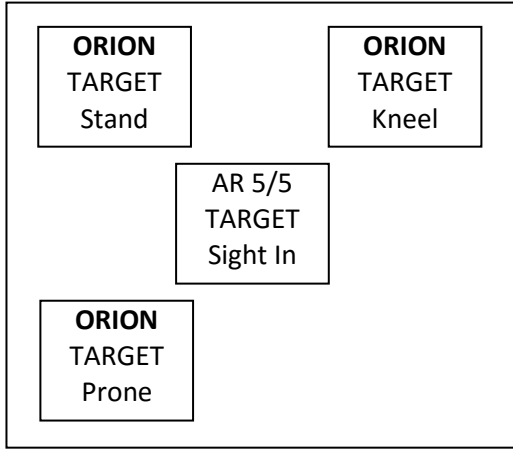 ORION
TARGET
Stand
ORION
TARGET
Kneel
AR 5/5
TARGET
Sight In
ORION
TARGET
Prone